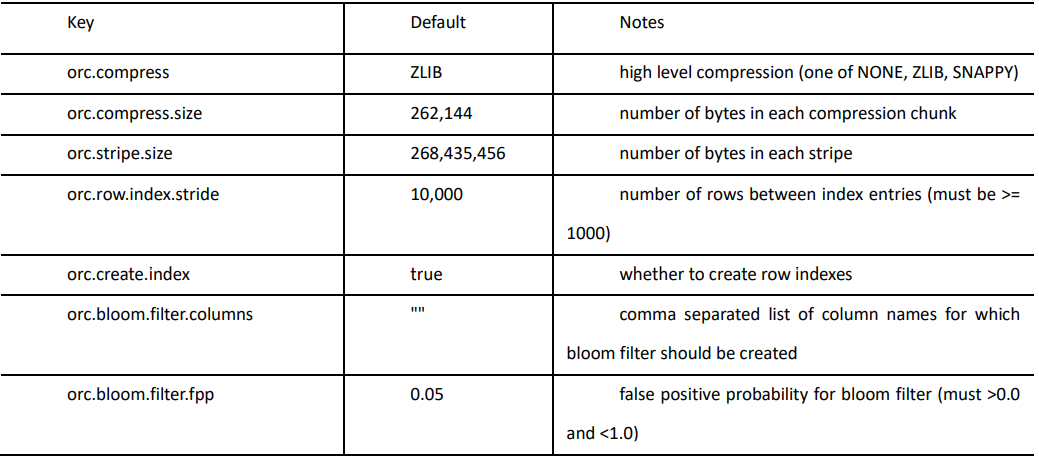 Key Default Notes
orc.compress ZLIB high level compression (one of NONE, ZLIB, SNAPPY)
orc.compress.size 262,144 number of bytes in each compression chunk
orc.stripe.size 268,435,456 number of bytes in each stripe
orc.row.index.stride 10,000 number of rows between index entries (must be >=
1000)
orc.create.index true whether to create row indexes
orc.bloom.filter.columns "" comma separated list of column names for which
bloom filter should be created
orc.bloom.filter.fpp 0.05 false positive probability for bloom filter (must >0.0
and <1.0)